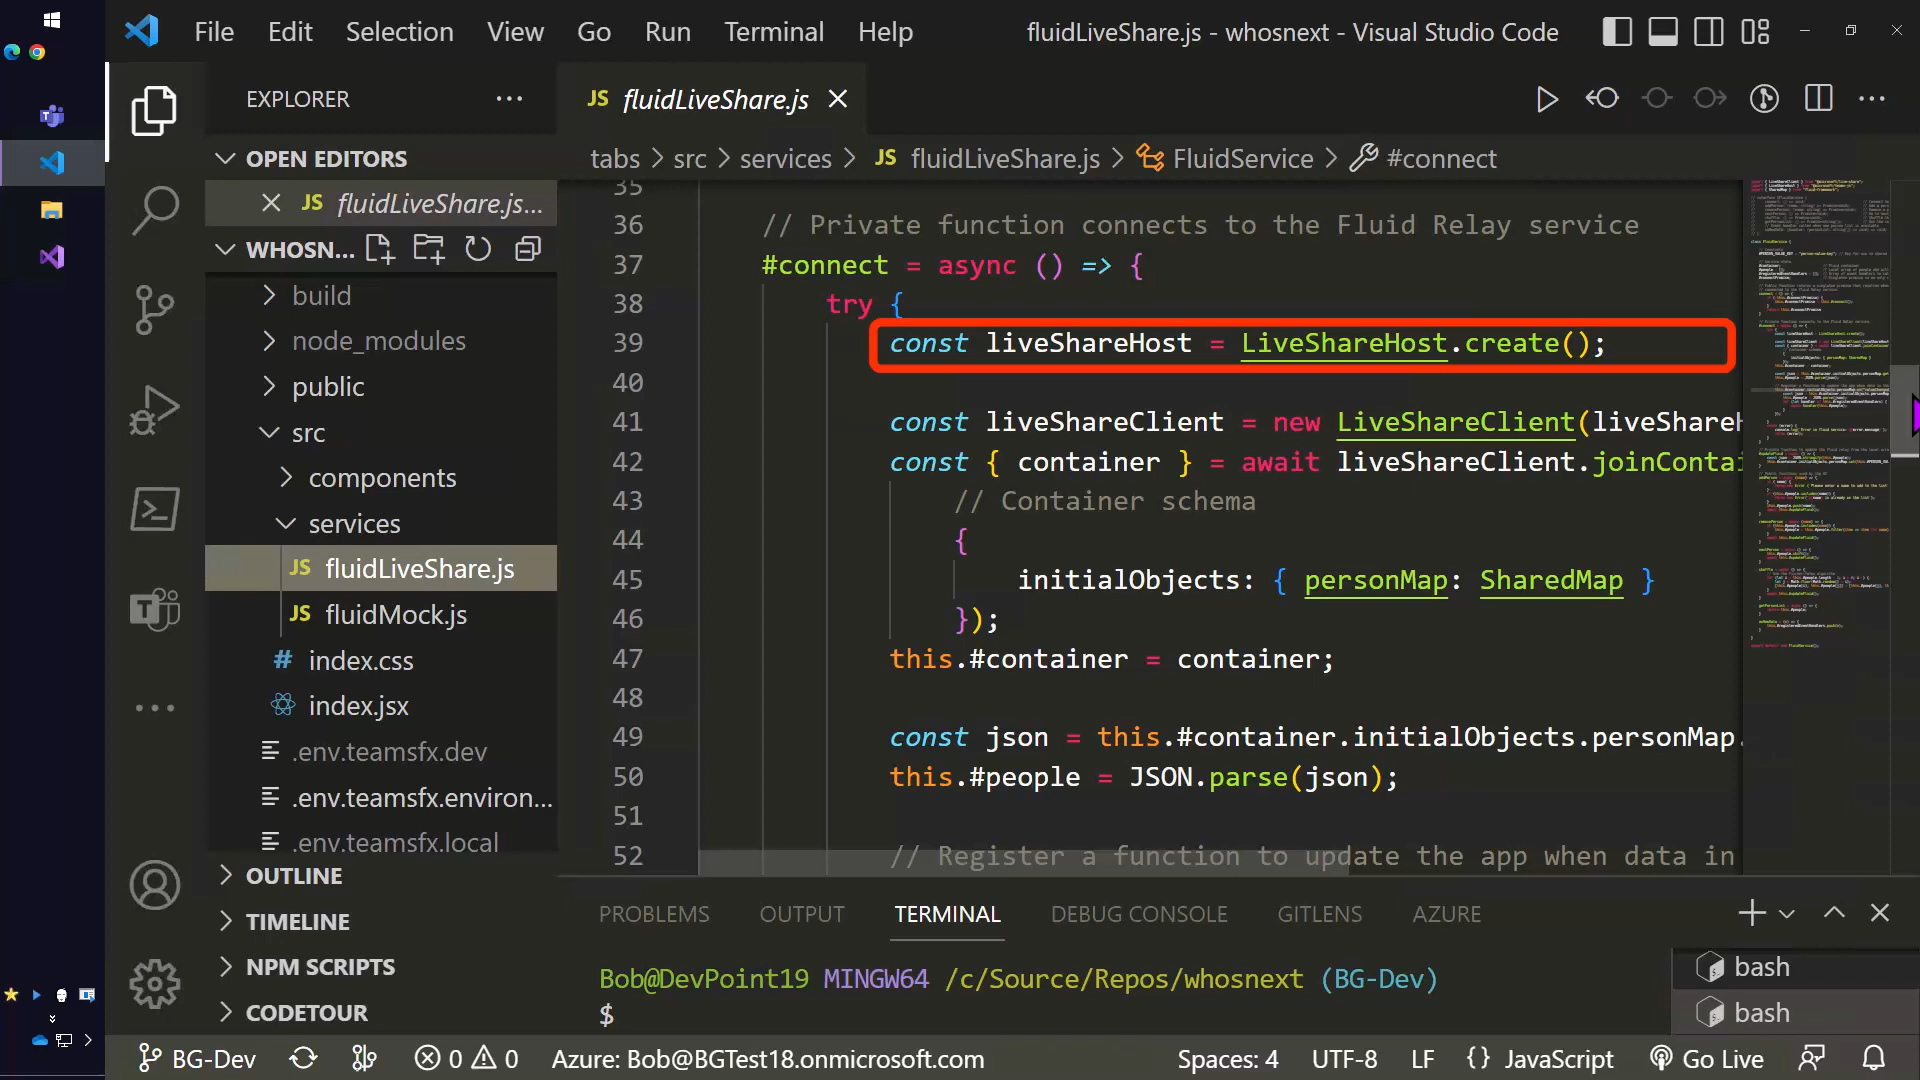 File Edit Selection View Go Run Terminal Help
fluidLiveShare.js - whosnext - Visual Studio Code
EXPLORER
OPEN EDITORS
JS fluidLiveShare.js...
WHOSN...
build
node_modules
public
src
components
services
JS fluidLiveShare.js
JS fluidMock.js
# index.css
index.jsx
.env.teamsfx.dev
.env.teamsfx.environ...
.env.teamsfx.local
OUTLINE
TIMELINE
NPM SCRIPTS
CODETOUR
JS fluidLiveShare.js
tabs > src > services > JS fluidLiveShare.js > FluidService > #connect
35
36 // Private function connects to the Fluid Relay service
37 #connect = async () => {
38 try {
39 const liveShareHost = LiveShareHost.create();
40
41 const liveShareClient = new LiveShareClient(liveShareH
42 const { container } = await liveShareClient.joinContai
43 // Container schema
44 {
45 initialObjects: { personMap: SharedMap }
46 });
47 this.#container = container;
48
49 const json = this.#container.initialObjects.personMap.
50 this.#people = JSON.parse(json);
51
52 // Register a function to update the app when data in
PROBLEMS OUTPUT TERMINAL DEBUG CONSOLE GITLENS AZURE
Bob@DevPoint19 MINGW64 /c/Source/Repos/whosnext (BG-Dev)
$
bash
bash
BG-Dev 0 0 Azure: Bob@BGTest18.onmicrosoft.com Spaces: 4 UTF-8 LF {} JavaScript Go Live